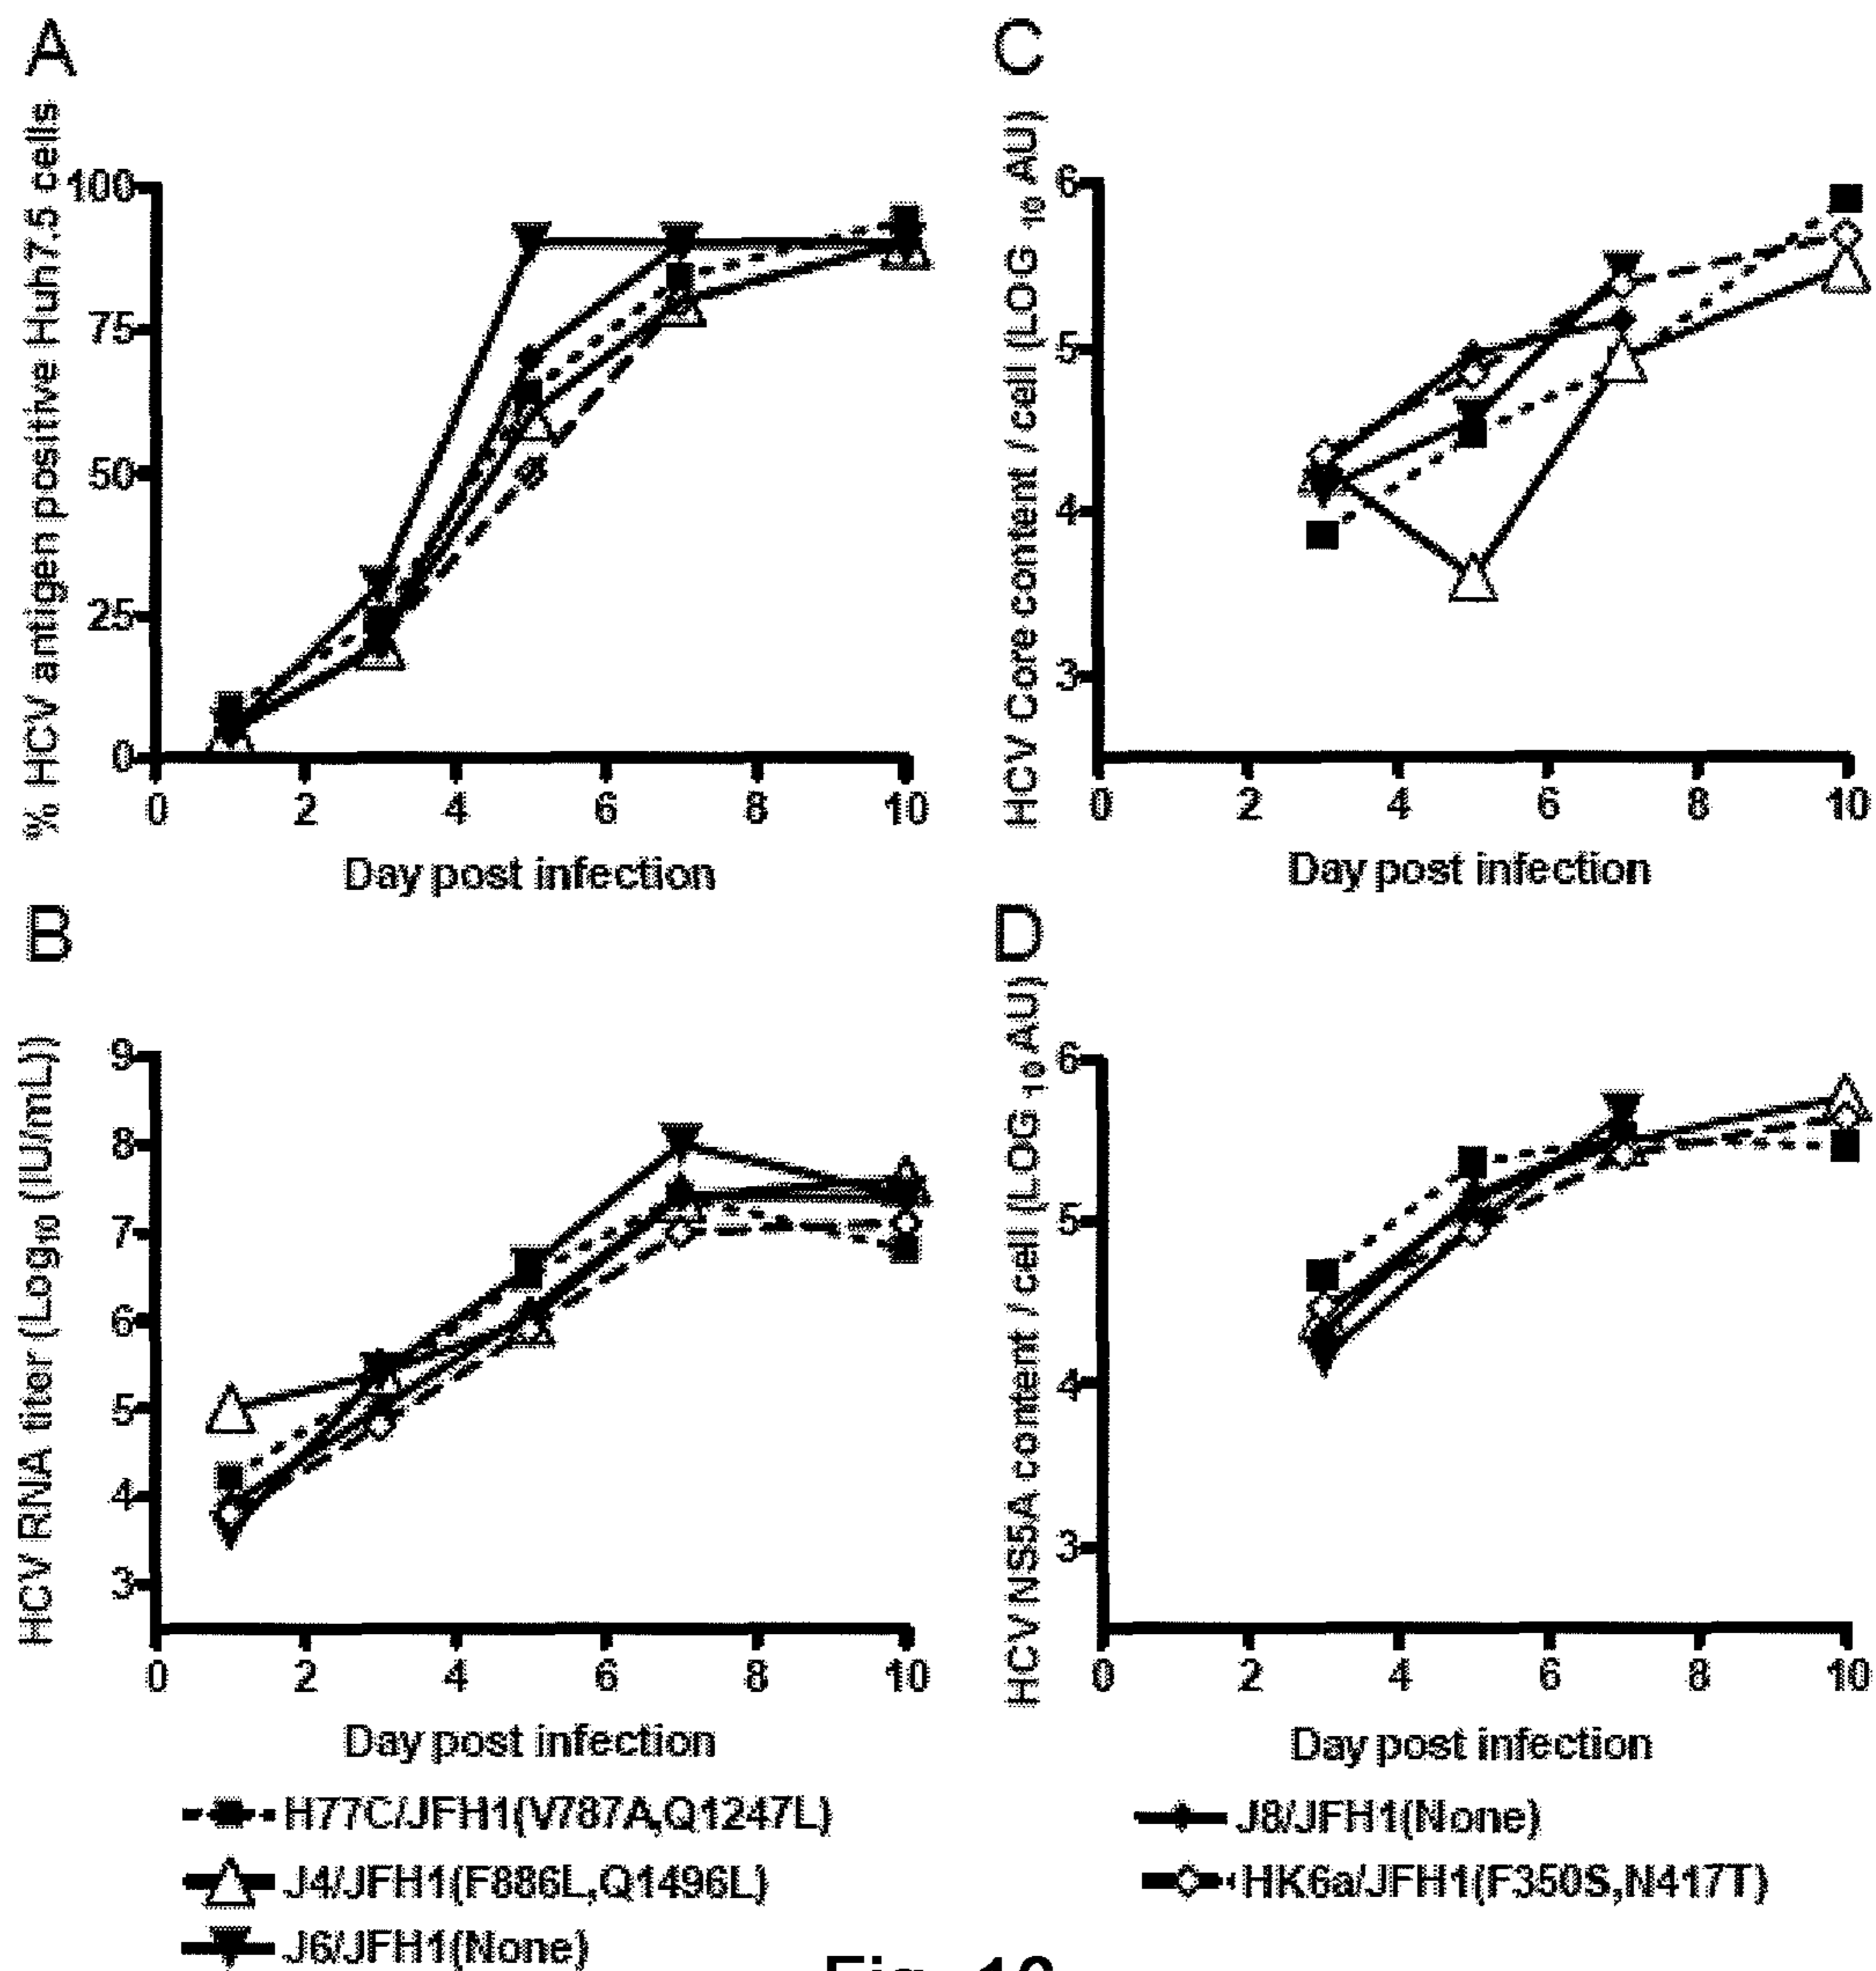 A
% HCV antigen positive Huh7.5 cells
100
75
50
25
0
0 2 4 6 8 10
Day post infection
C
HCV Core content / cell (LOG 10 AU)
6
5
4
3
0 2 4 6 8 10
Day post infection
B
HCV RNA titer (Log10 (IU/mL))
9
8
7
6
5
4
3
0 2 4 6 8 10
Day post infection
D
HCV NS5A content / cell (LOG 10 AU)
6
5
4
3
0 2 4 6 8 10
Day post infection
H77C/JFH1(V787A,Q1247L)
J4/JFH1(F886L,Q1496L)
J6/JFH1(None)
J8/JFH1(None)
HK6a/JFH1(F350S,N417T)